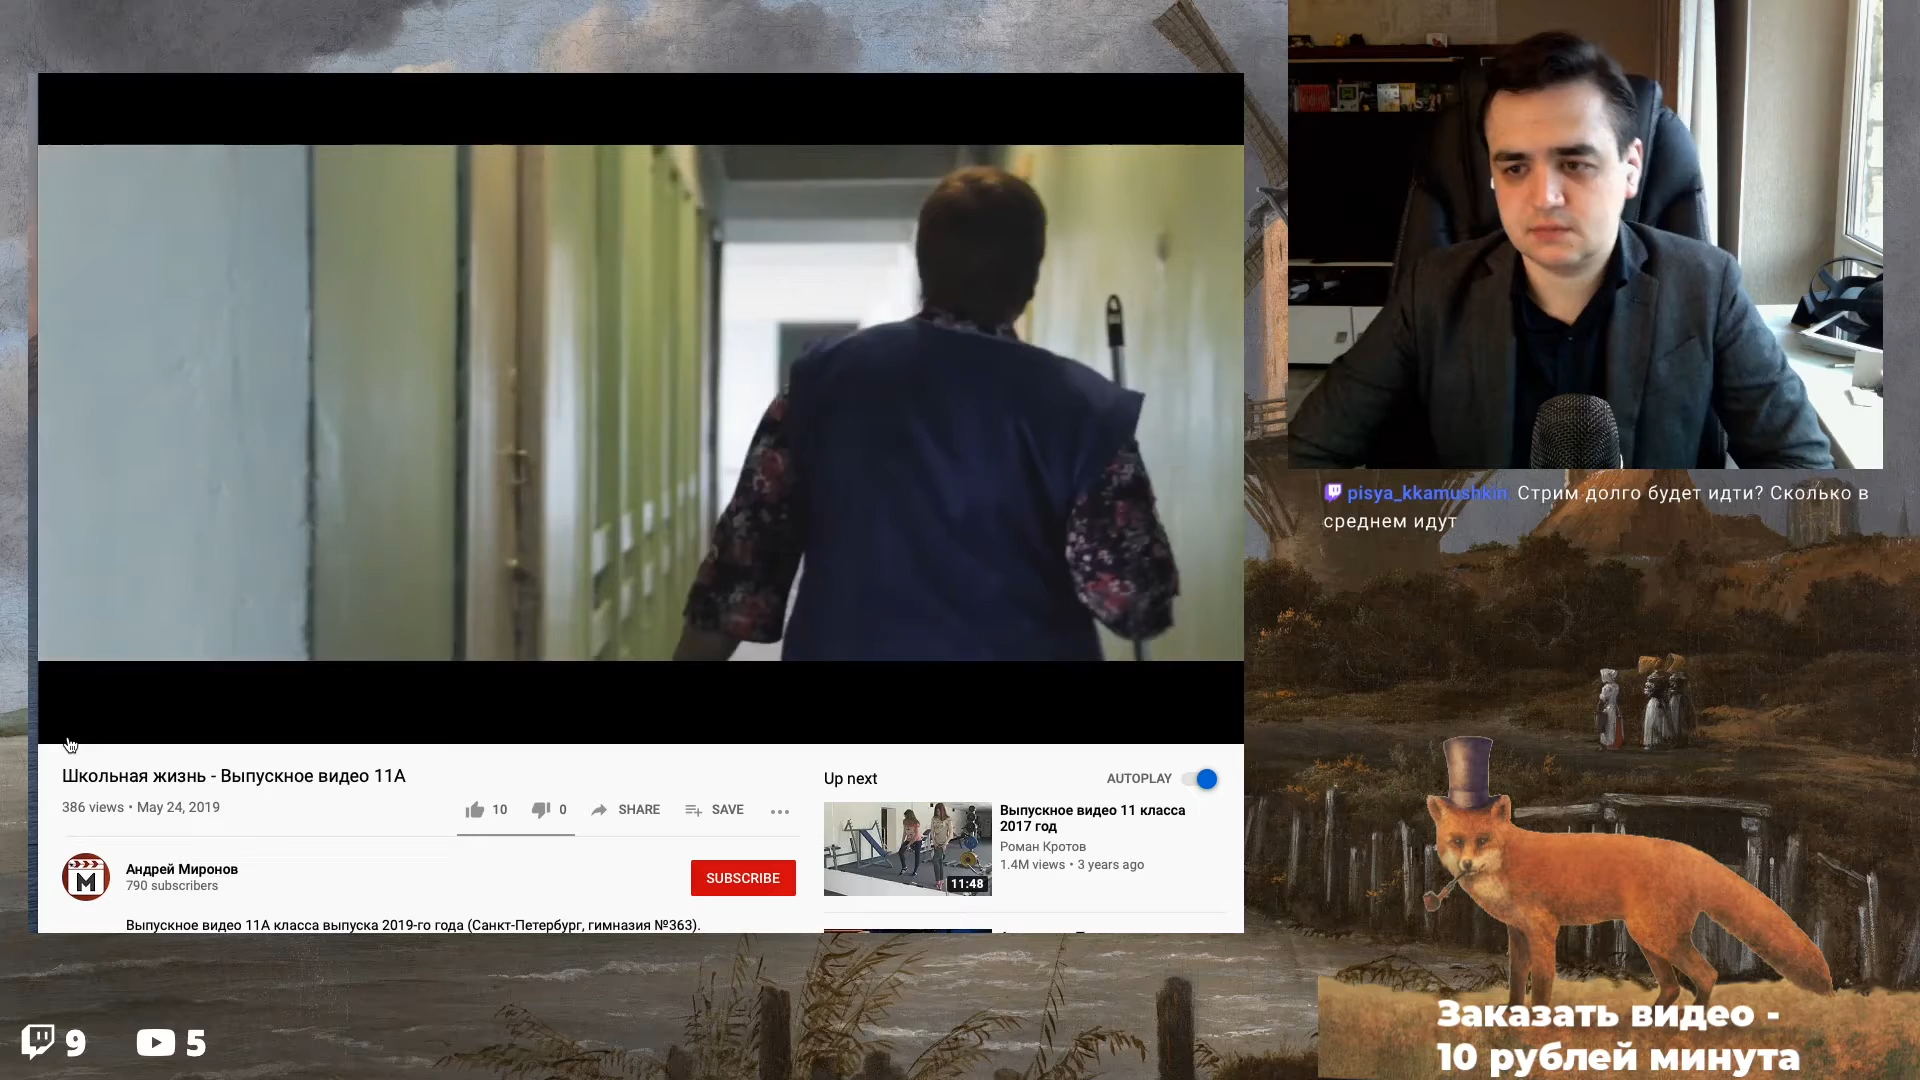 pisya_kkamushkin: Стрим долго будет идти? Сколько в
среднем идут
Школьная жизнь - Выпускное видео 11А
386 views • May 24, 2019
10
0
SHARE
SAVE
Андрей Миронов
790 subscribers
SUBSCRIBE
Выпускное видео 11А класса выпуска 2019-го года (Санкт-Петербург, гимназия №363).
Up next
AUTOPLAY
11:48
Выпускное видео 11 класса
2017 год
Роман Кротов
1.4M views • 3 years ago
9
5
Заказать видео -
10 рублей минута